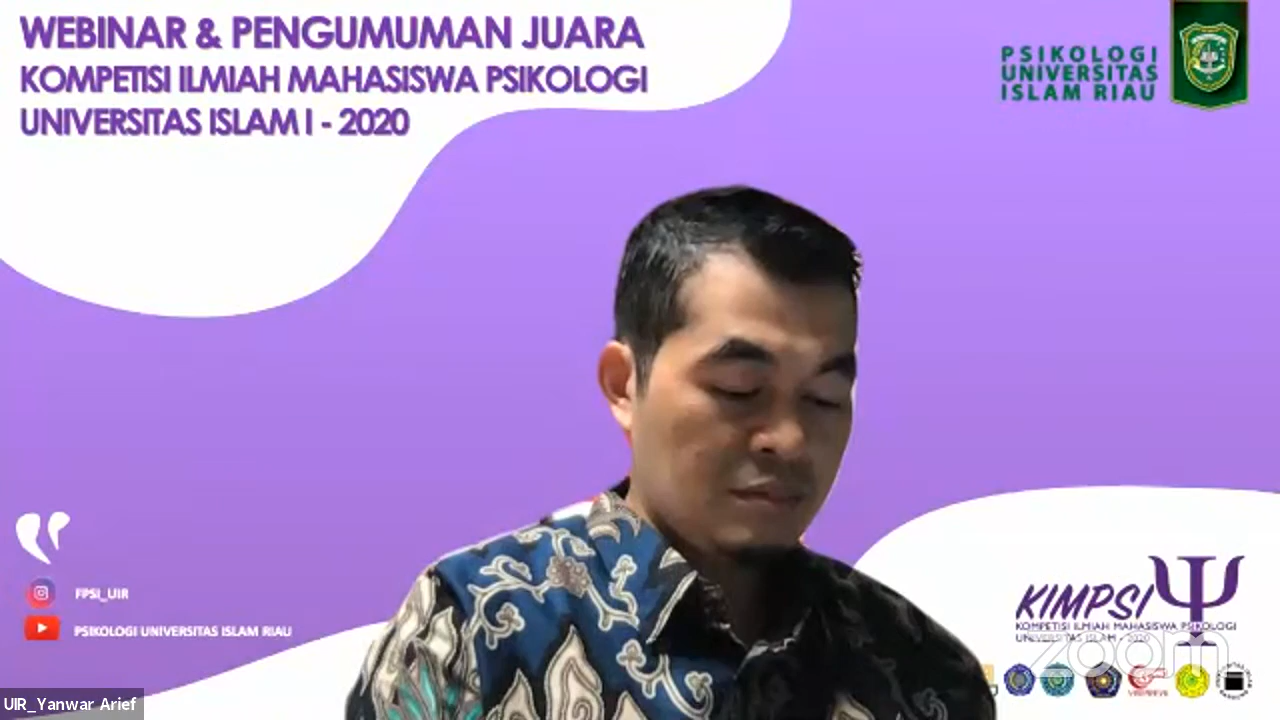 WEBINAR & PENGUMUMAN JUARA
KOMPETISI ILMIAH MAHASISWA PSIKOLOGI
UNIVERSITAS ISLAM I - 2020
PSIKOLOGI
UNIVERSITAS
ISLAM RIAU
FPSI_UIR
PSIKOLOGI UNIVERSITAS ISLAM RIAU
KIMPSI
KOMPETISI ILMIAH MAHASISWA PSIKOLOGI
UNIVERSITAS ISLAM - 2020
zoom
UIR_Yanwar Arief